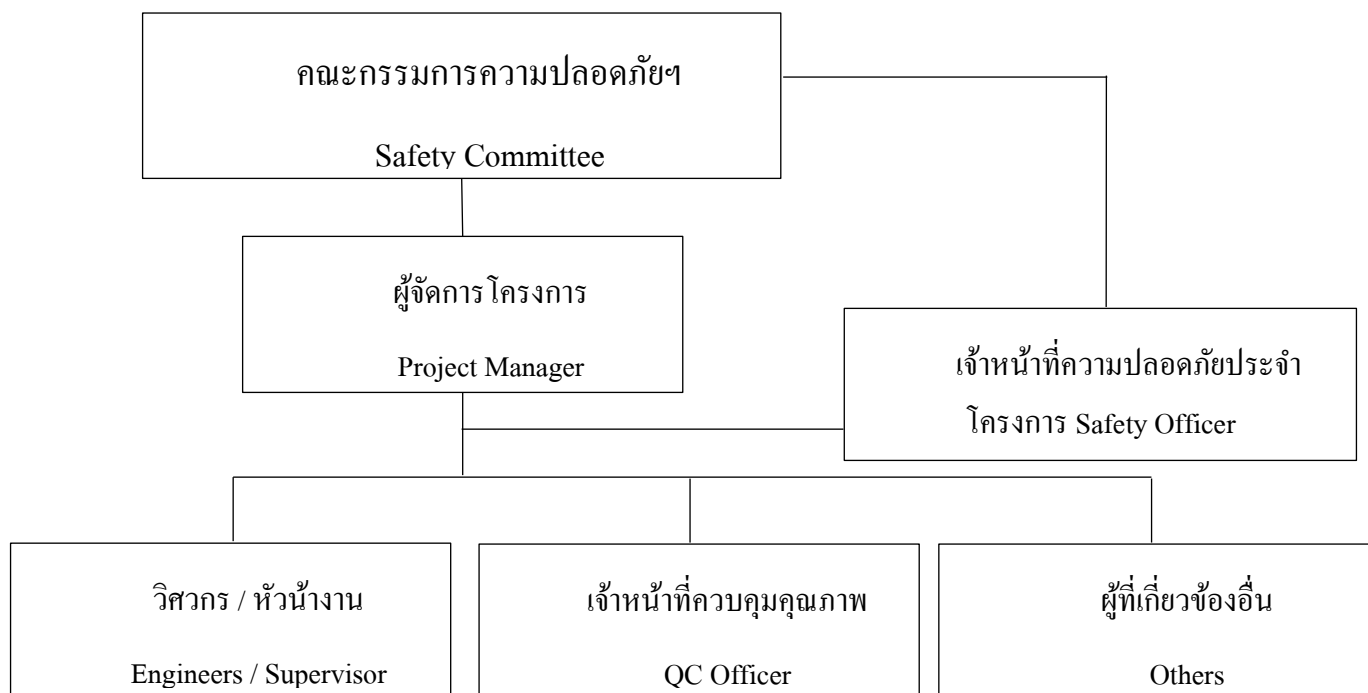 คณะกรรมการความปลอดภัยฯ
Safety Committee
ผู้จัดการโครงการ
Project Manager
เจ้าหน้าที่ความปลอดภัยประจำ
โครงการ Safety Officer
วิศวกร / หัวน้างาน
Engineers / Supervisor
เจ้าหน้าที่ควบคุมคุณภาพ
QC Officer
ผู้ที่เกี่ยวข้องอื่น
Others